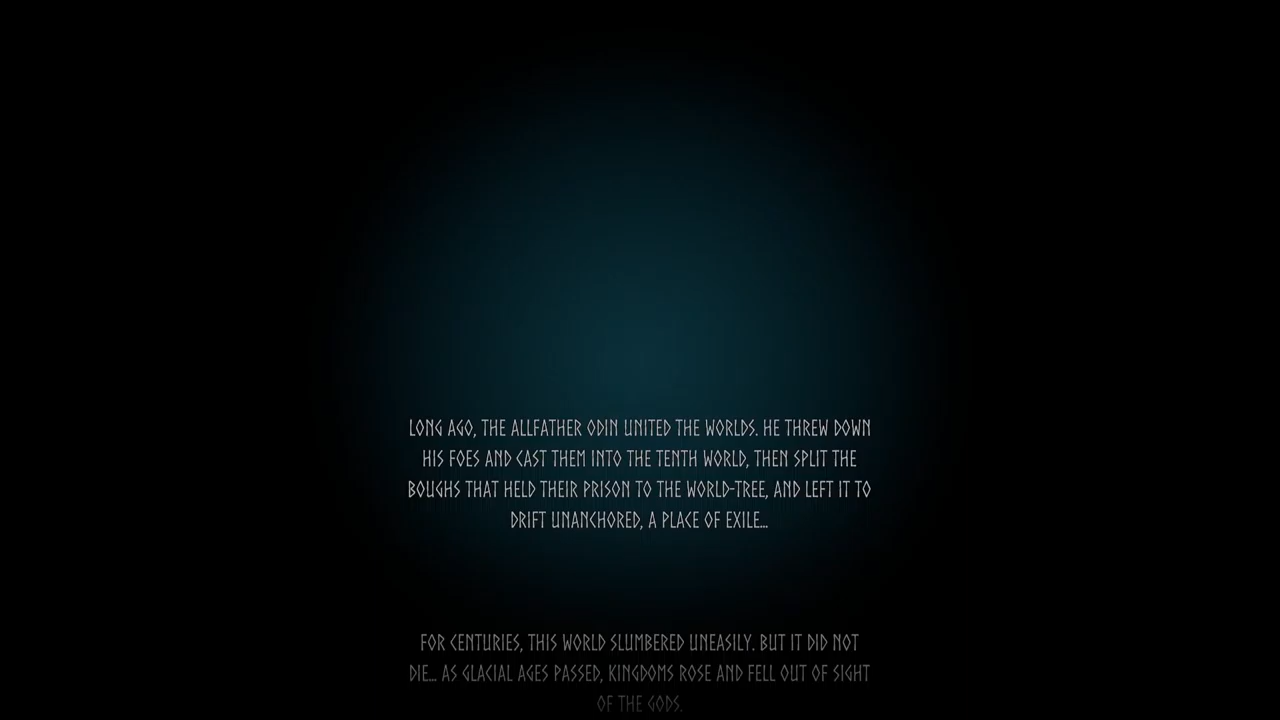 LONG AGO, THE ALLFATHER ODIN UNITED THE WORLDS. HE THREW DOWN
HIS FOES AND CAST THEM INTO THE TENTH WORLD, THEN SPLIT THE
BOUGHS THAT HELD THEIR PRISON TO THE WORLD-TREE, AND LEFT IT TO
DRIFT UNANCHORED, A PLACE OF EXILE...
FOR CENTURIES, THIS WORLD SLUMBERED UNEASILY. BUT IT DID NOT
DIE... AS GLACIAL AGES PASSED, KINGDOMS ROSE AND FELL OUT OF SIGHT
OF THE GODS.